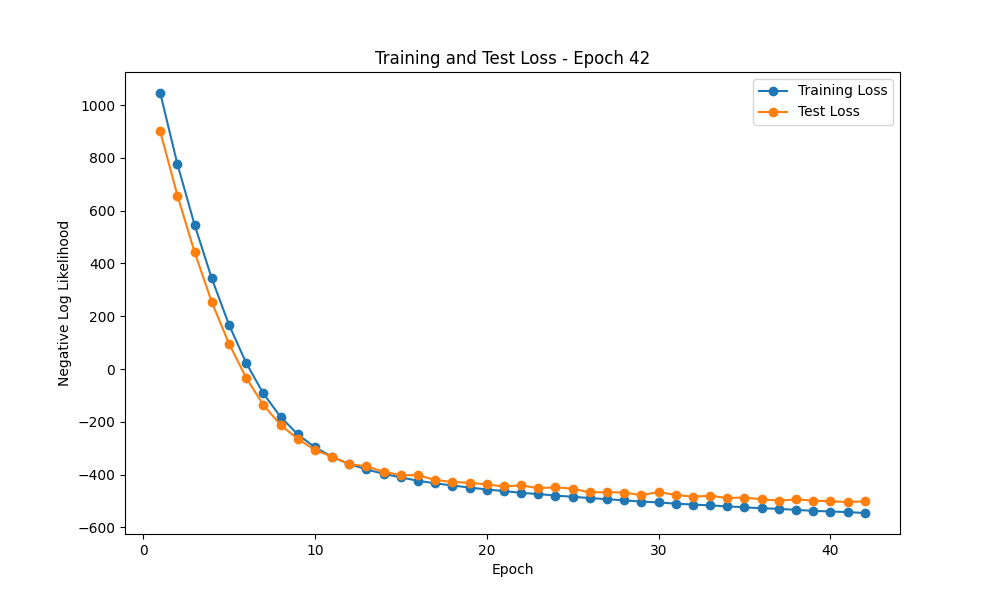 Training and Test Loss - Epoch 42
Training Loss
Test Loss
Negative Log Likelihood
1000
800
600
400
200
0
−200
−400
−600
0
10
20
30
40
Epoch